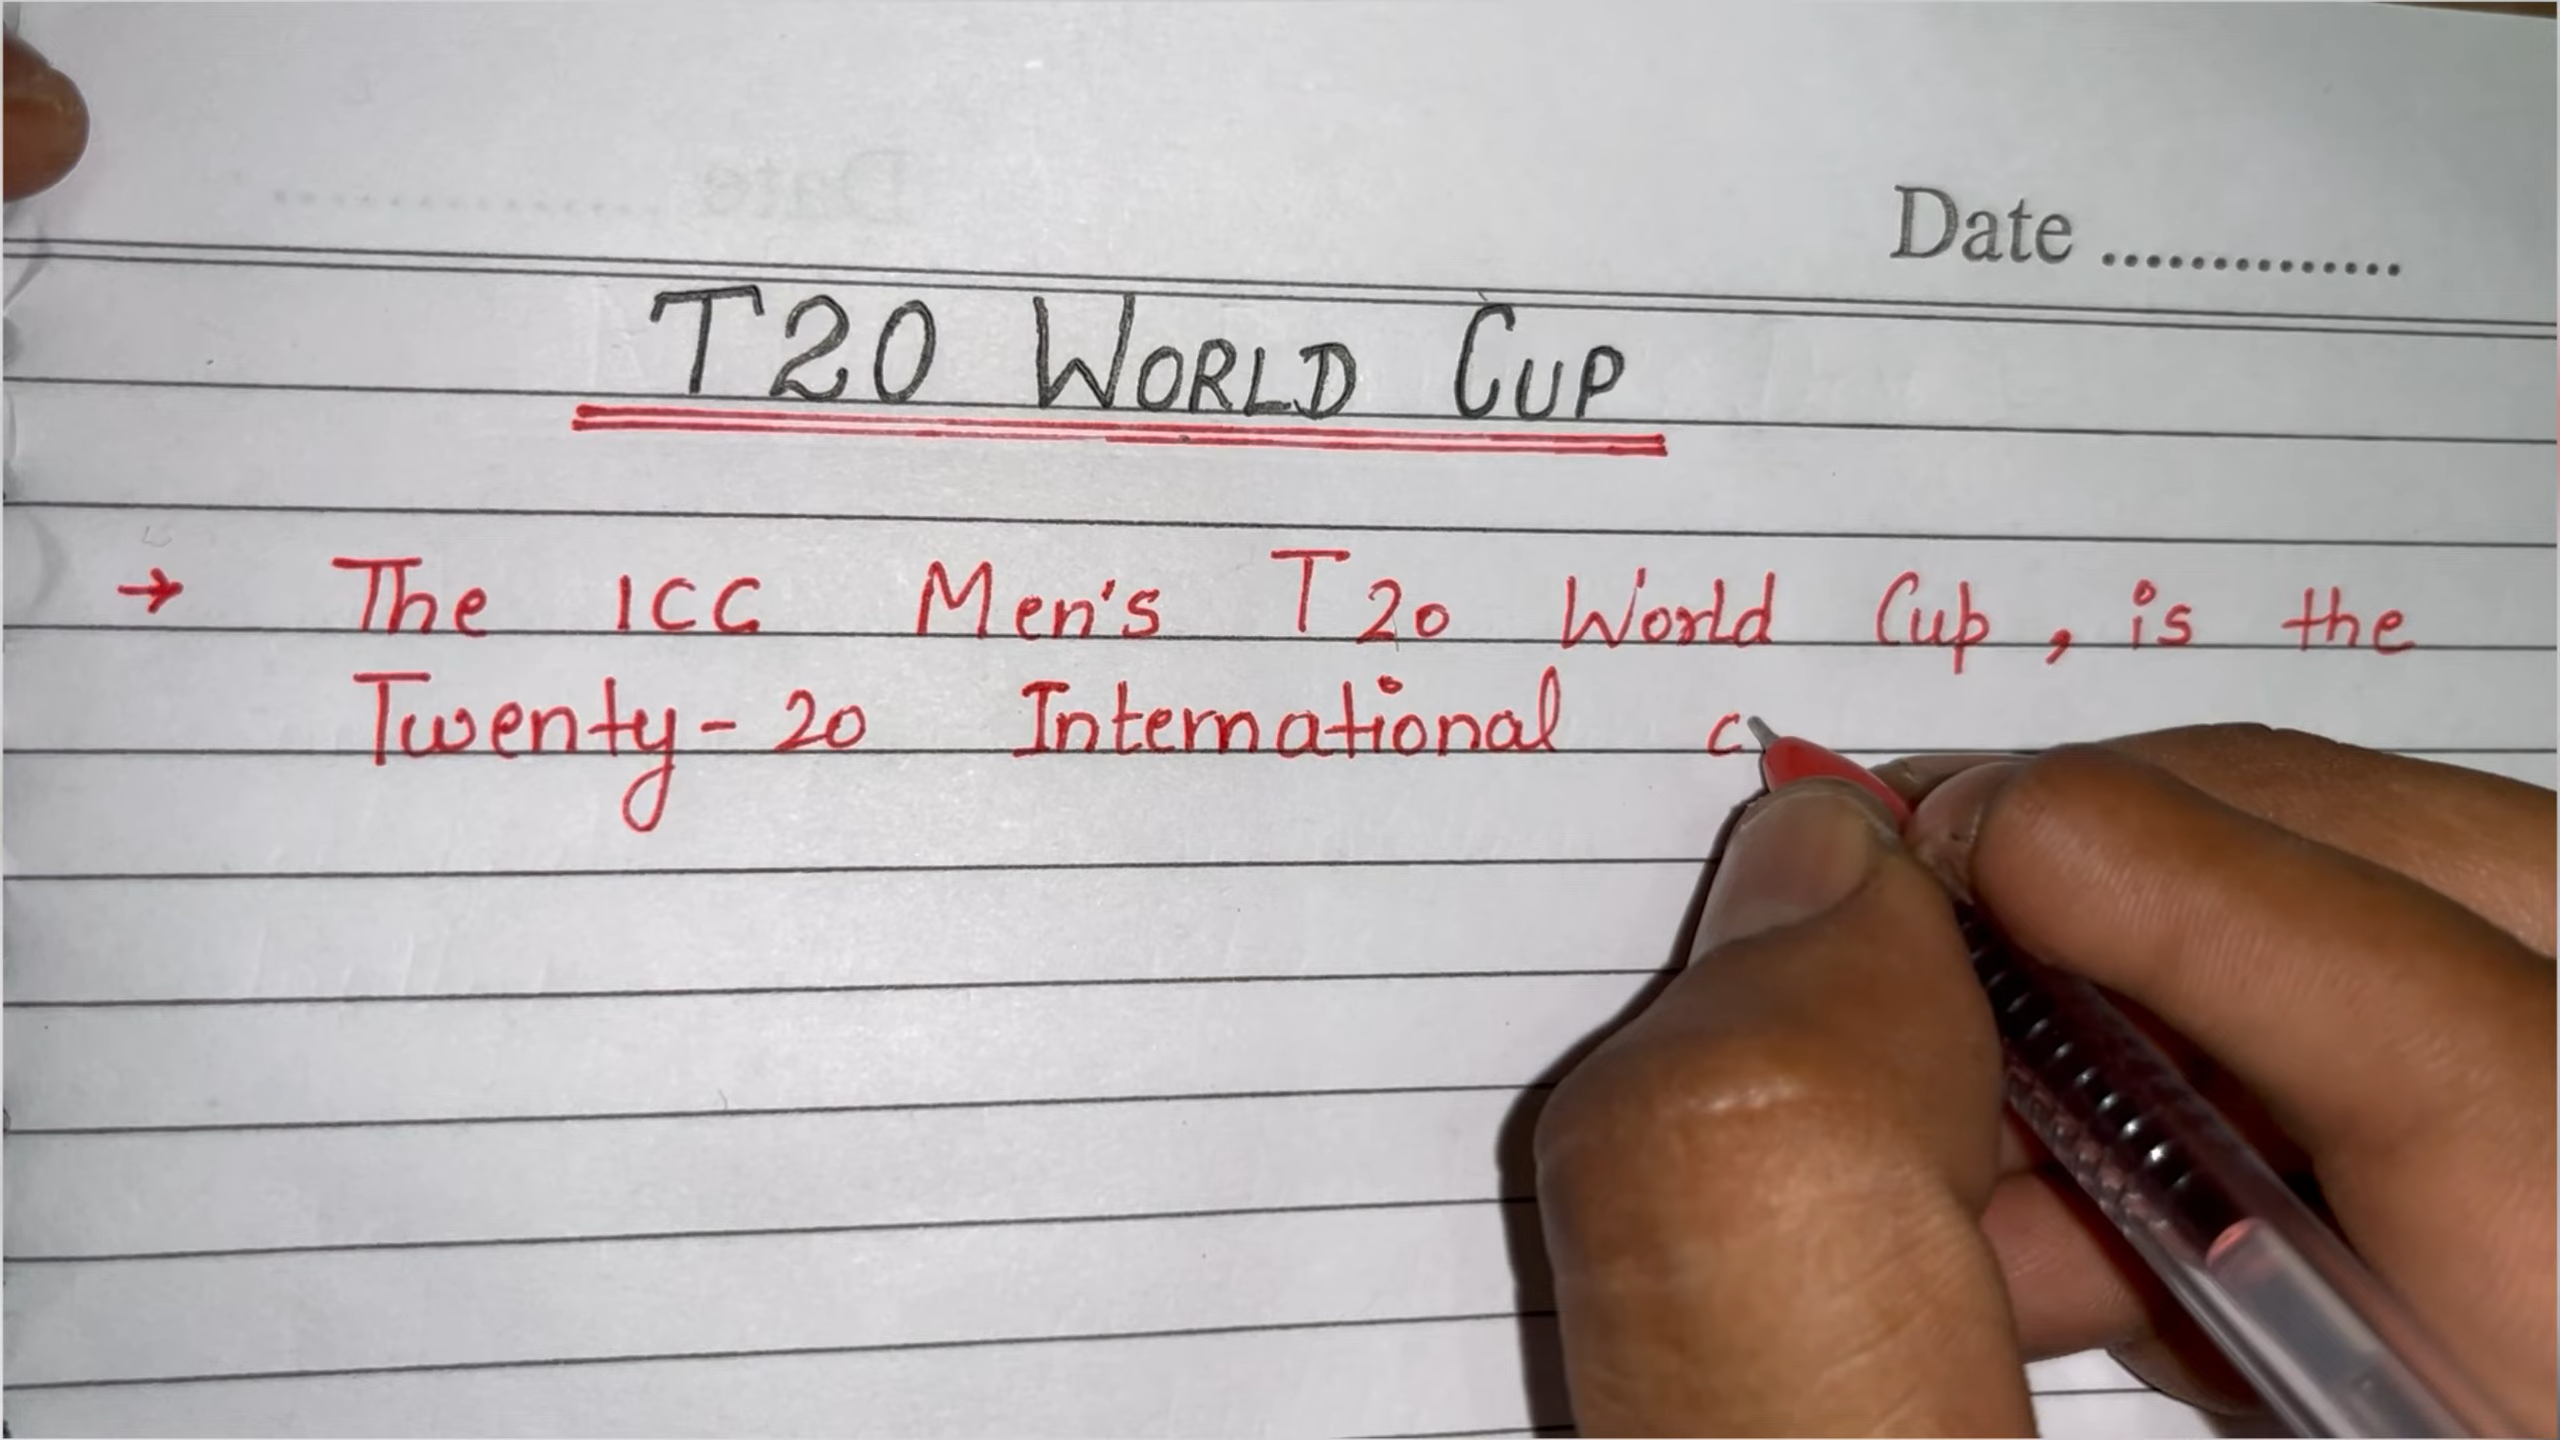 Date ..............
T20 WORLD CUP
→ The ICC Men's T20 World Cup, is the
Twenty-20 International c